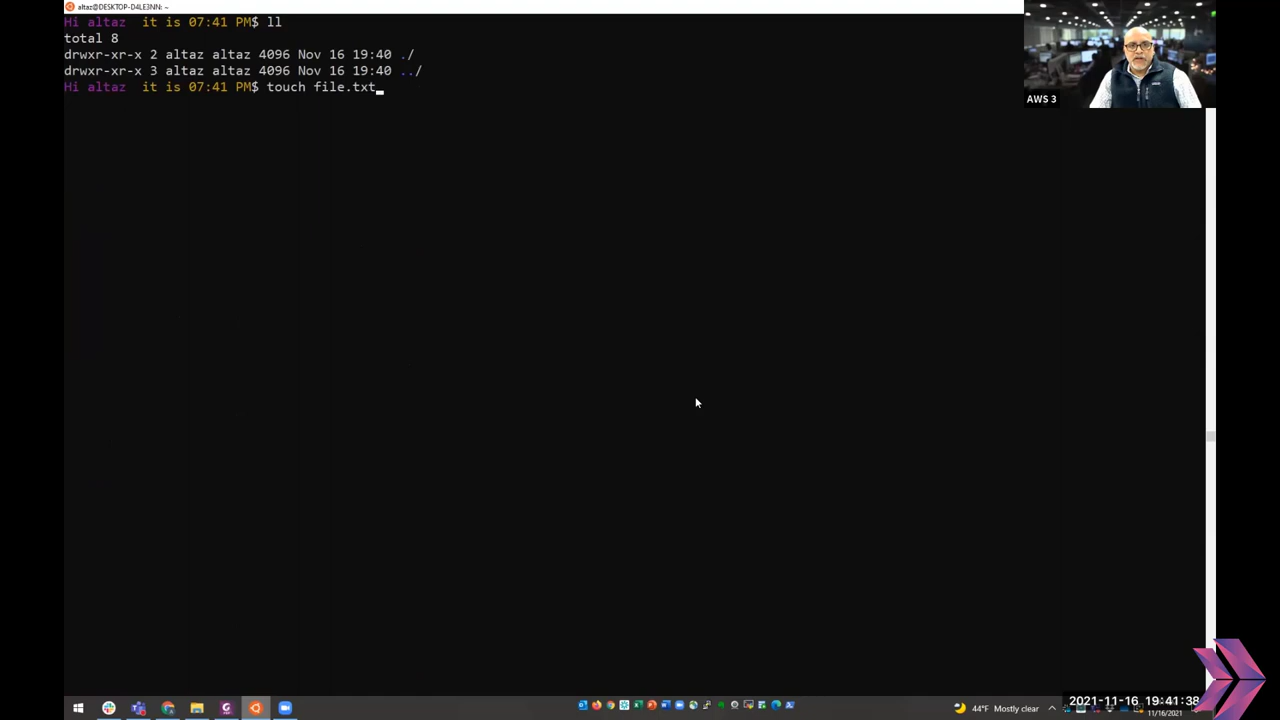 altaz@DESKTOP-D4LE3NN: ~
Hi altaz  it is 07:41 PM$ ll
total 8
drwxr-xr-x 2 altaz altaz 4096 Nov 16 19:40 ./
drwxr-xr-x 3 altaz altaz 4096 Nov 16 19:40 ../
Hi altaz  it is 07:41 PM$ touch file.txt
AWS 3
44°F Mostly clear
2021-11-16 19:41:38
11/16/2021